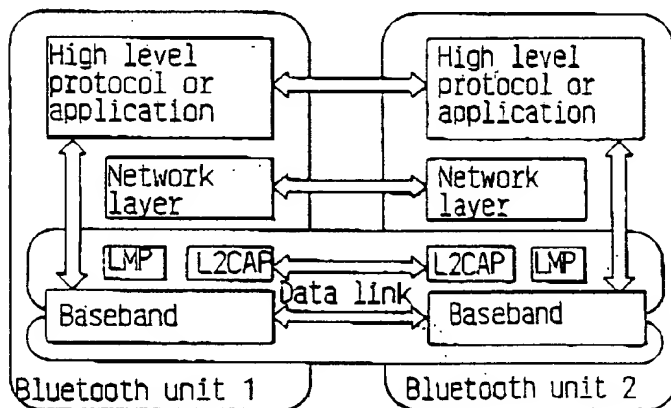 High level
protocol or
application
High level
protocol or
application
Network
layer
Network
layer
LMP
L2CAP
L2CAP
LMP
Data link
Baseband
Baseband
Bluetooth unit 1
Bluetooth unit 2